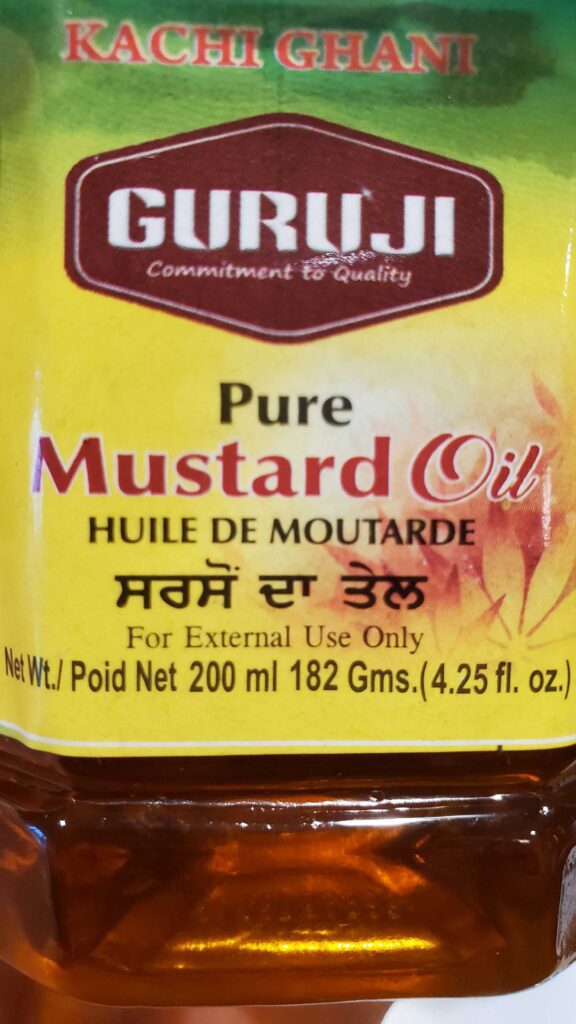 KACHI GHANI
GURUJI
Commitment to Quality
Pure
Mustard Oil
HUILE DE MOUTARDE
ਸਰਸੋਂ ਦਾ ਤੇਲ
For External Use Only
Net Wt./ Poid Net 200 ml 182 Gms.(4.25 fl. oz.)